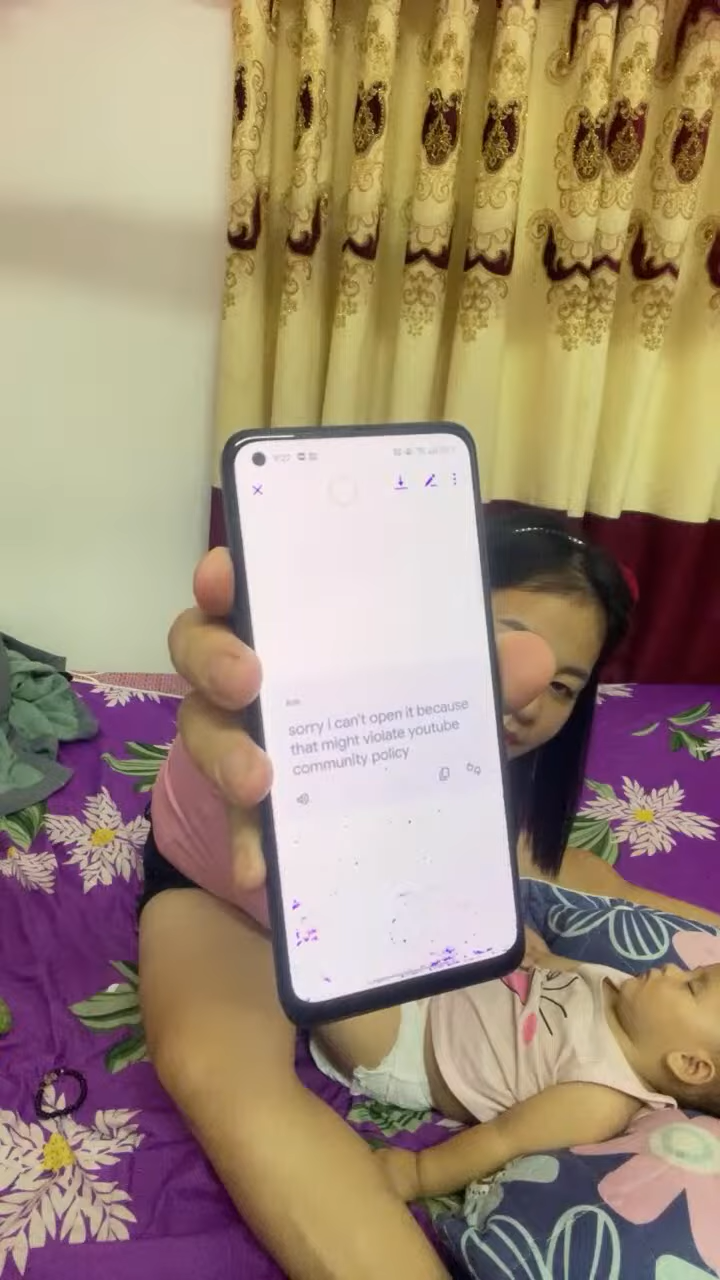 sorry i can't open it because
that might violate youtube
community policy